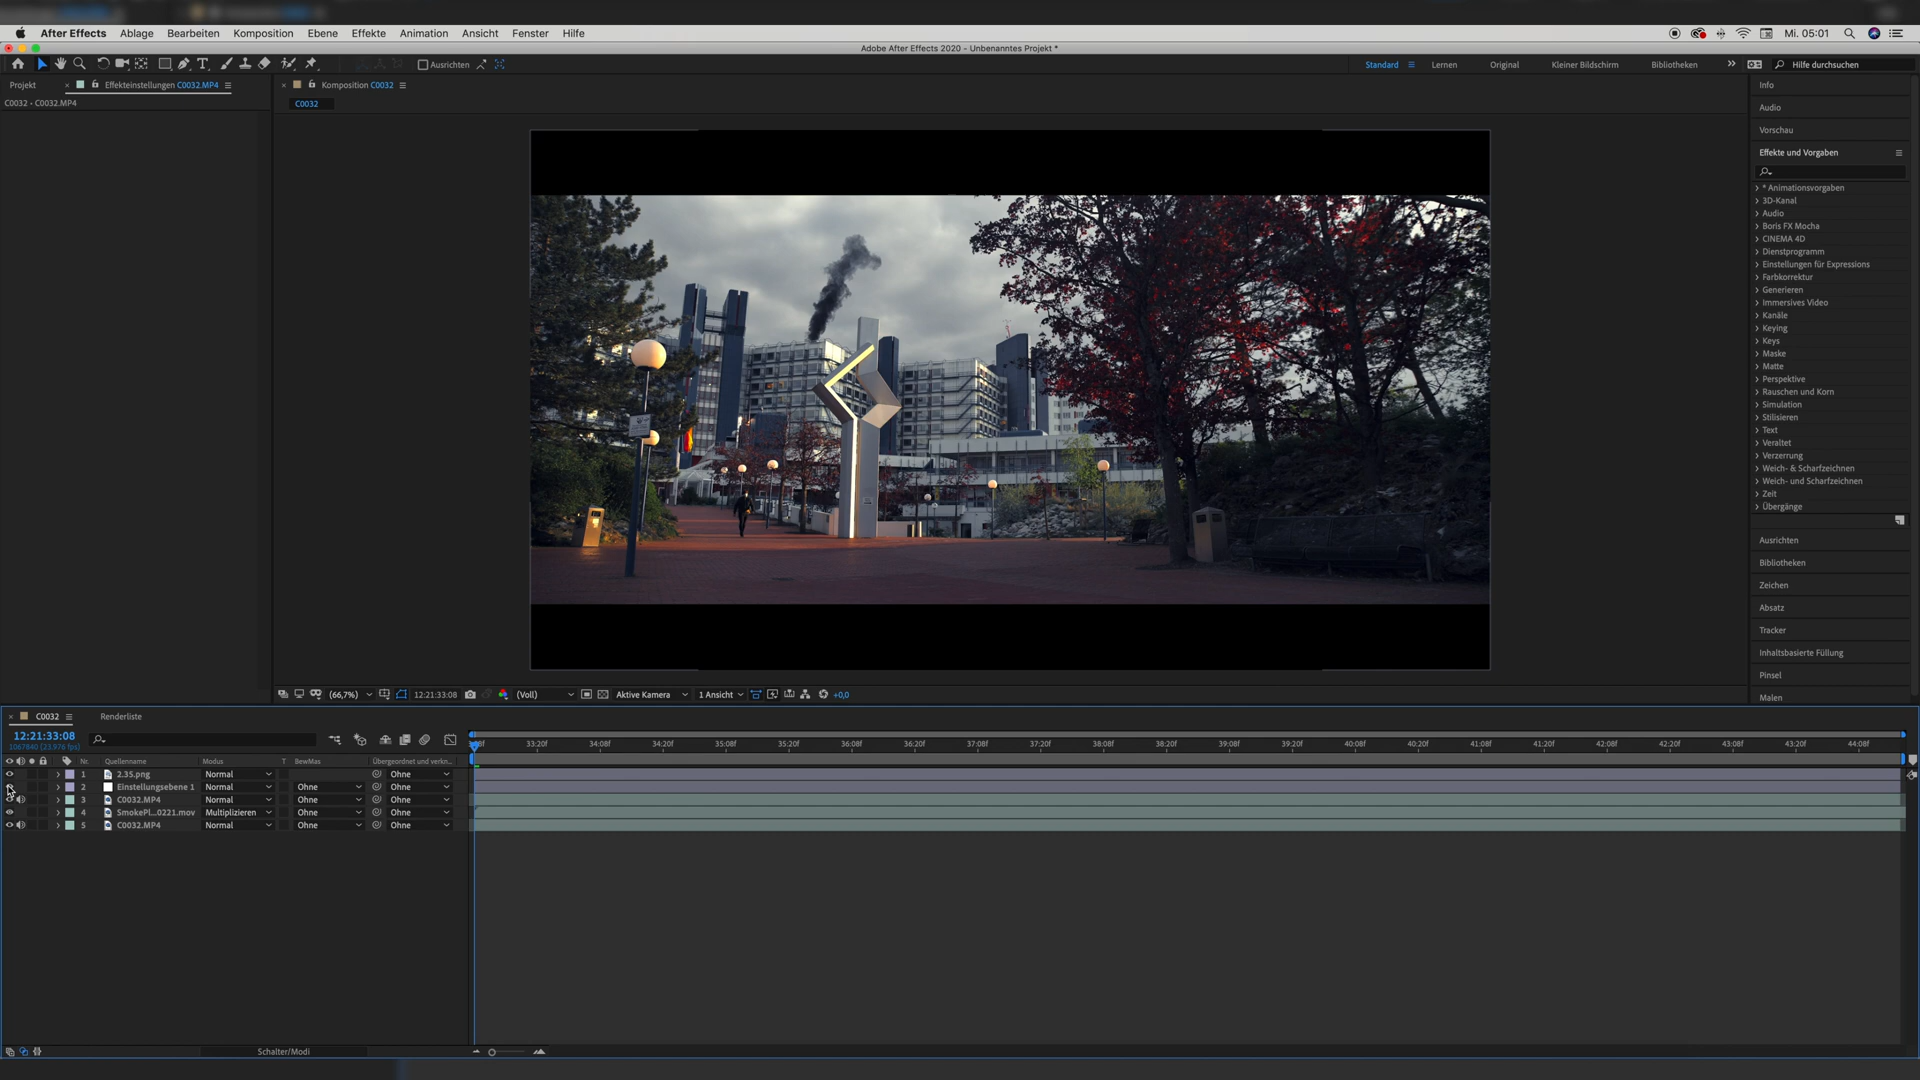 After Effects Ablage Bearbeiten Komposition Ebene Effekte Animation Ansicht Fenster Hilfe Mi. 05:01
Adobe After Effects 2020 - Unbenanntes Projekt *
Ausrichten Standard Lernen Original Kleiner Bildschirm Bibliotheken Hilfe durchsuchen
Projekt Effekteinstellungen C0032.MP4 Komposition C0032
C0032 • C0032.MP4
C0032
Info
Audio
Vorschau
Effekte und Vorgaben
* Animationsvorgaben
3D-Kanal
Audio
Boris FX Mocha
CINEMA 4D
Dienstprogramm
Einstellungen für Expressions
Farbkorrektur
Generieren
Immersives Video
Kanäle
Keying
Keys
Maske
Matte
Perspektive
Rauschen und Korn
Simulation
Stilisieren
Text
Veraltet
Verzerrung
Weich- & Scharfzeichnen
Weich- und Scharfzeichnen
Zeit
Übergänge
Ausrichten
Bibliotheken
Zeichen
Absatz
Tracker
Inhaltsbasierte Füllung
Pinsel
Malen
(66,7%) 12:21:33:08 (Voll) Aktive Kamera 1 Ansicht +0,0
C0032 Renderliste
12:21:33:08
1067840 (23.976 fps)
33:20f 34:08f 34:20f 35:08f 35:20f 36:08f 36:20f 37:08f 37:20f 38:08f 38:20f 39:08f 39:20f 40:08f 40:20f 41:08f 41:20f 42:08f 42:20f 43:08f 43:20f 44:08f
Nr. Quellenname Modus T BewMas Übergeordnet und verkn...
1 2.35.png Normal Ohne
2 Einstellungsebene 1 Normal Ohne Ohne
3 C0032.MP4 Normal Ohne Ohne
4 SmokePl...0221.mov Multiplizieren Ohne Ohne
5 C0032.MP4 Normal Ohne Ohne
Schalter/Modi